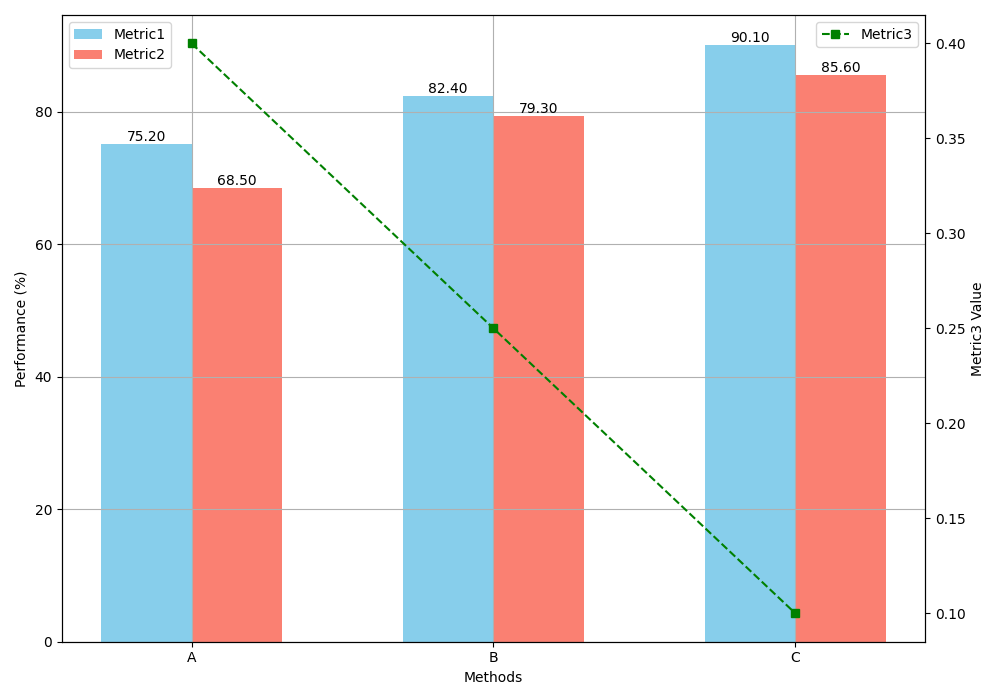 Metric1
Metric2
Metric3
90.10
85.60
82.40
79.30
75.20
68.50
80
60
40
20
0
Performance (%)
0.40
0.35
0.30
0.25
0.20
0.15
0.10
Metric3 Value
A B C
Methods